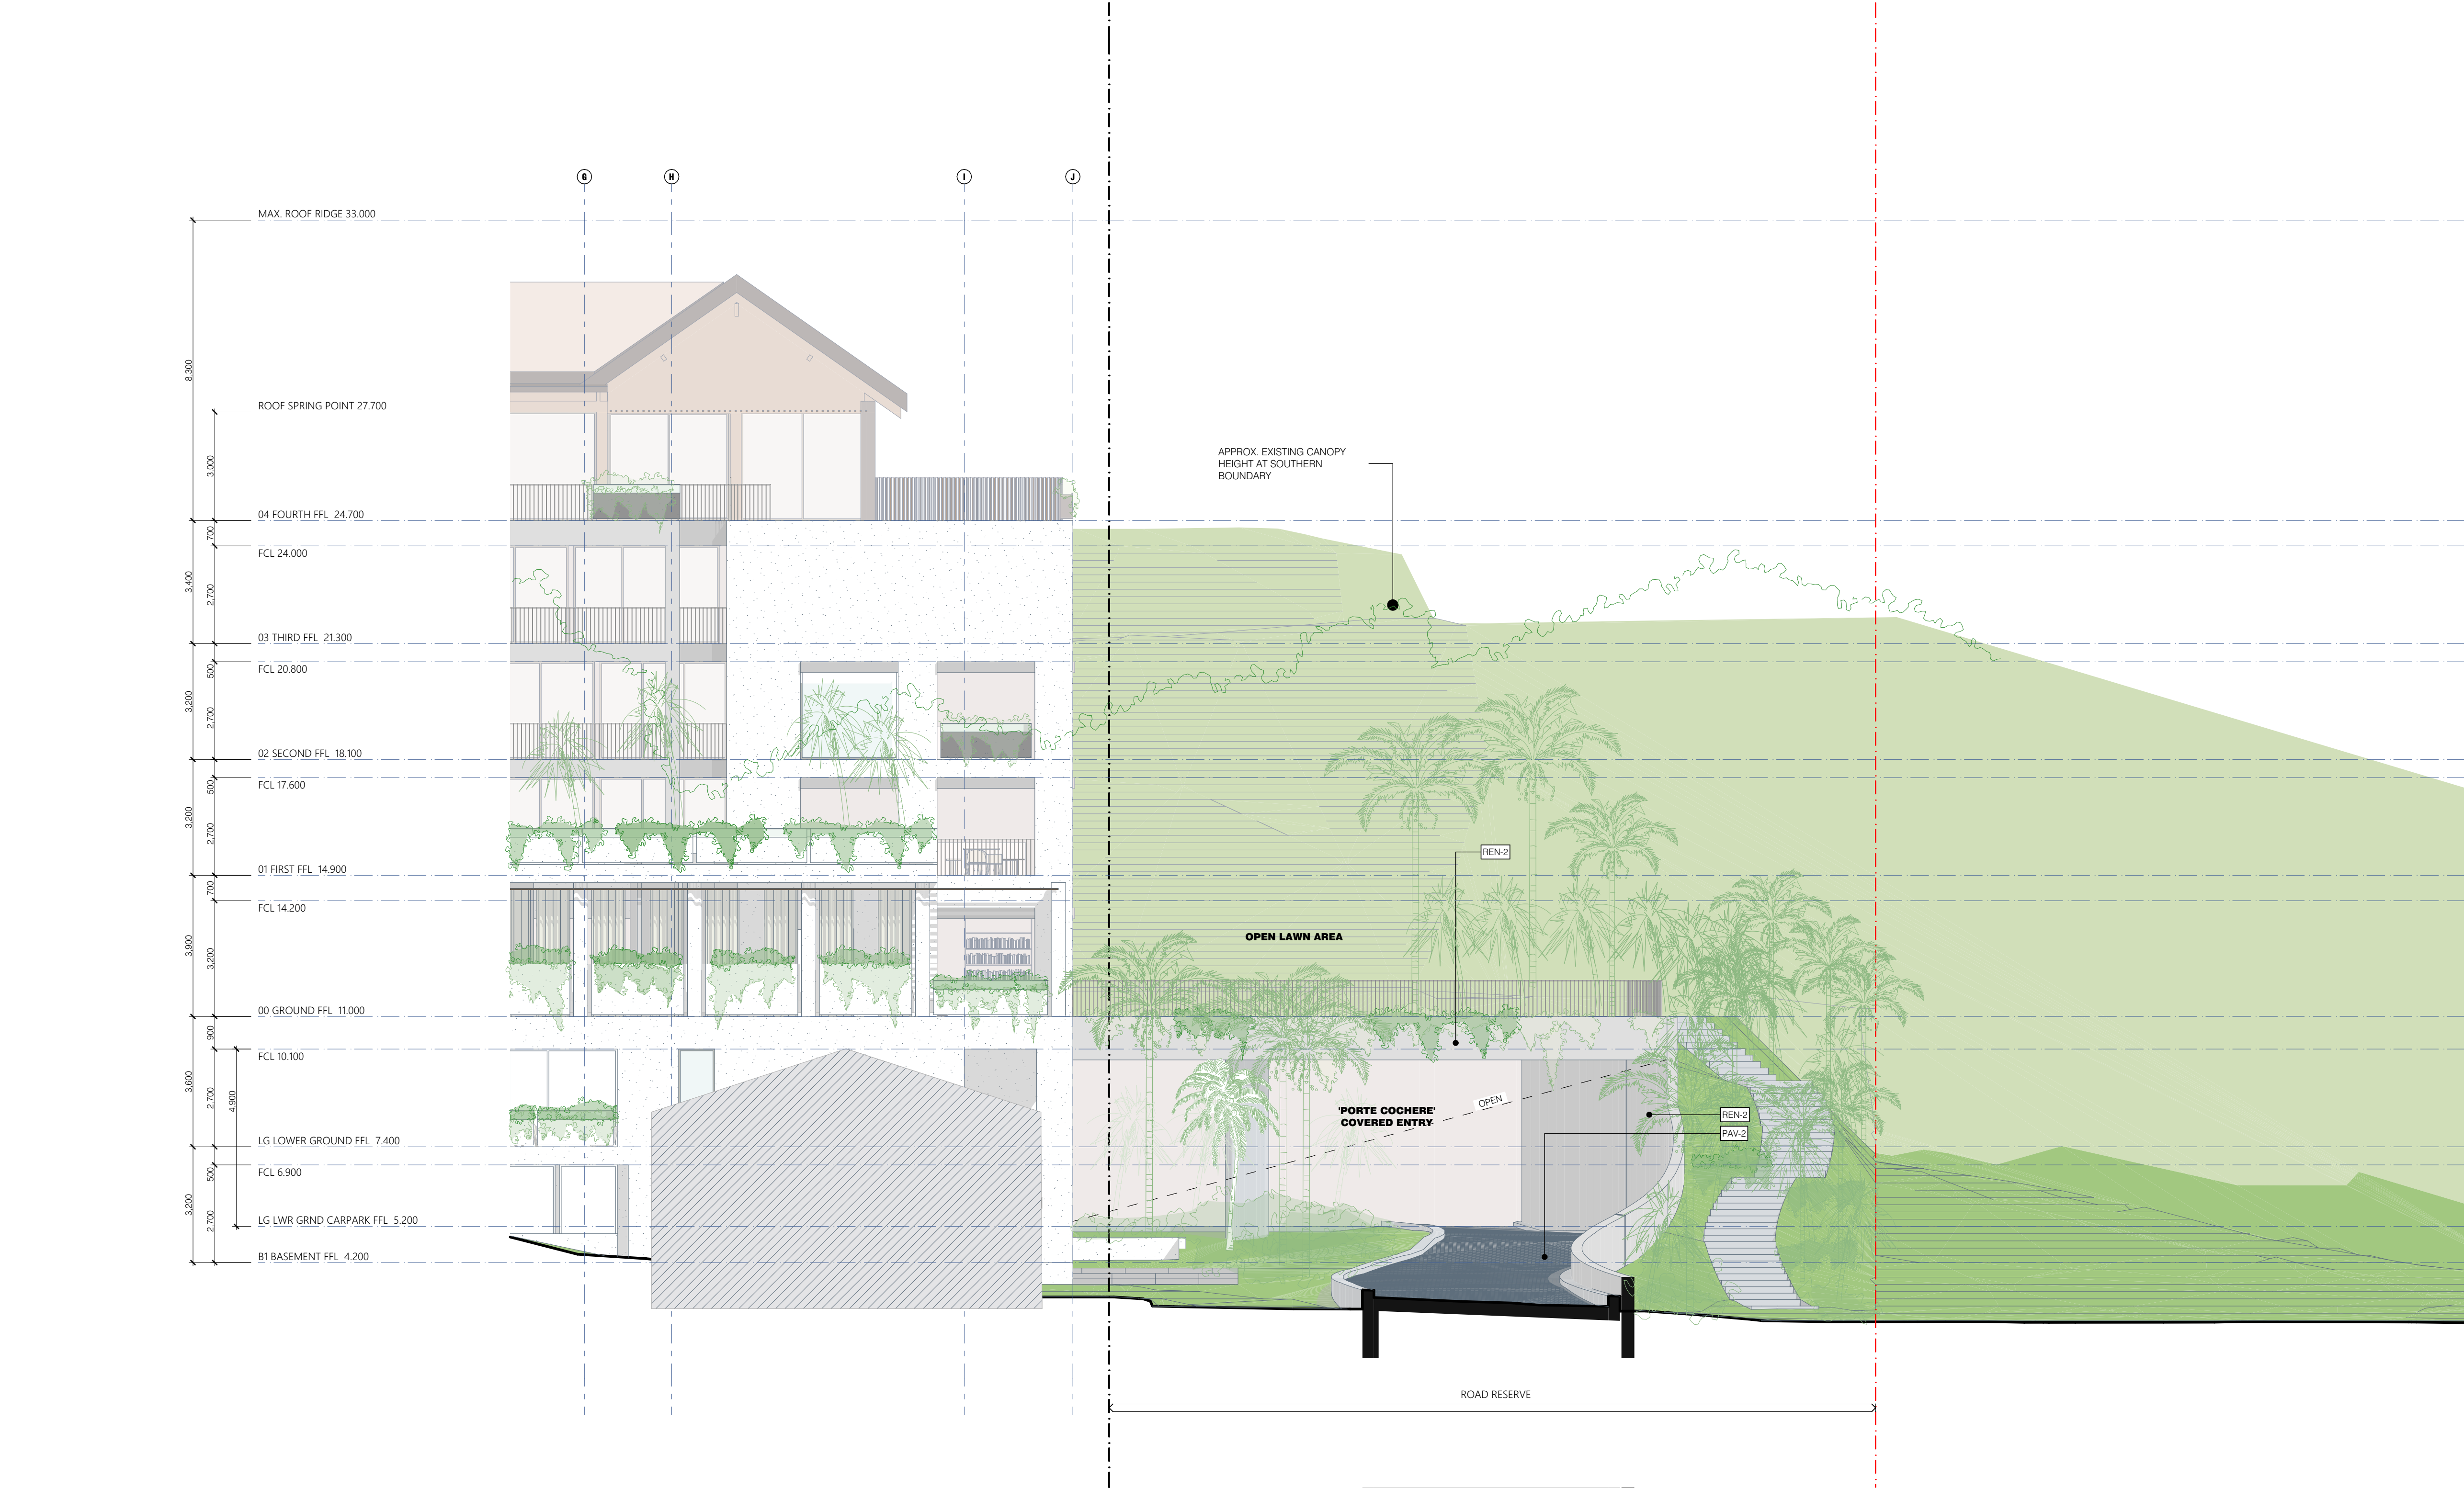 G H I J
MAX. ROOF RIDGE 33.000
8.300
ROOF SPRING POINT 27.700
3.000
APPROX. EXISTING CANOPY
HEIGHT AT SOUTHERN
BOUNDARY
04 FOURTH FFL 24.700
700
FCL 24.000
3.400
2.700
03 THIRD FFL 21.300
500
FCL 20.800
3.200
2.700
02 SECOND FFL 18.100
500
FCL 17.600
3.200
2.700
REN-2
01 FIRST FFL 14.900
700
FCL 14.200
3.900
3.200
OPEN LAWN AREA
00 GROUND FFL 11.000
900
FCL 10.100
3.600
2.700
4.900
OPEN
'PORTE COCHERE'
COVERED ENTRY
REN-2
PAV-2
LG LOWER GROUND FFL 7.400
500
FCL 6.900
3.200
2.700
LG LWR GRND CARPARK FFL 5.200
B1 BASEMENT FFL 4.200
ROAD RESERVE